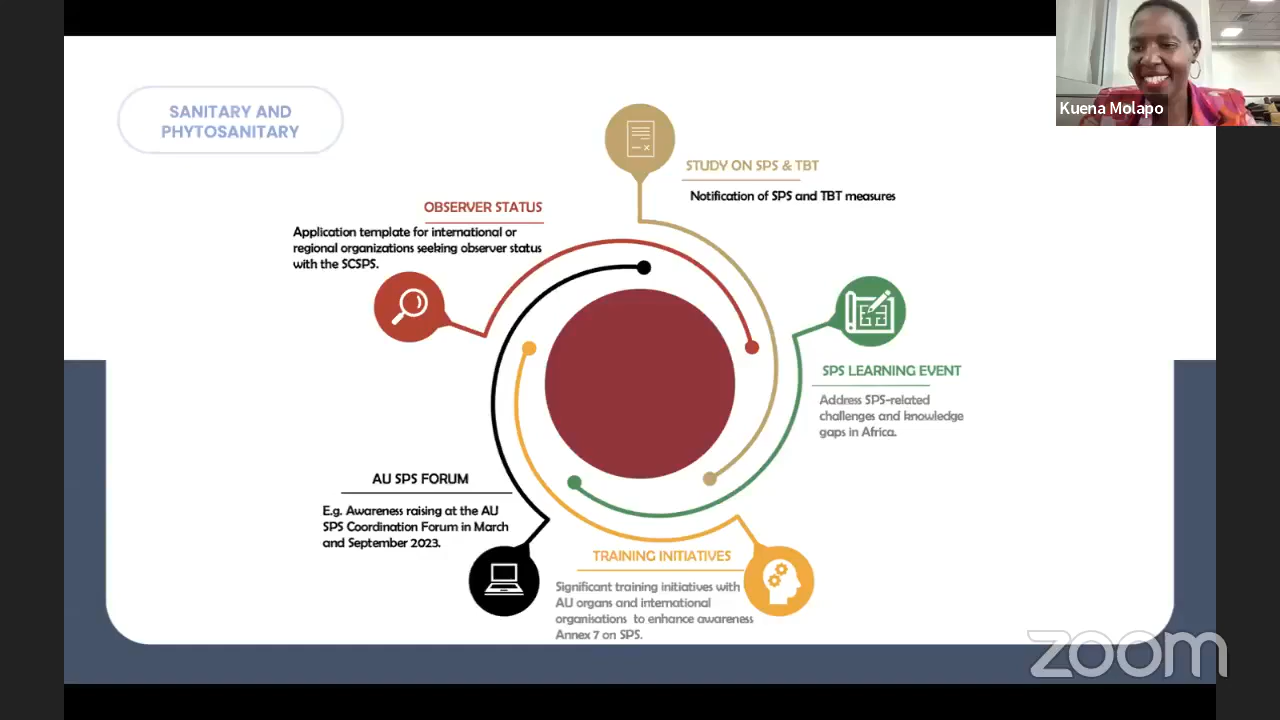 SANITARY AND
PHYTOSANITARY
Kuena Molapo
STUDY ON SPS & TBT
Notification of SPS and TBT measures
OBSERVER STATUS
Application template for international or
regional organizations seeking observer status
with the SCSPS.
SPS LEARNING EVENT
Address SPS-related
challenges and knowledge
gaps in Africa.
AU SPS FORUM
E.g. Awareness raising at the AU
SPS Coordination Forum in March
and September 2023.
TRAINING INITIATIVES
Significant training initiatives with
AU organs and international
organisations to enhance awareness
Annex 7 on SPS.
zoom